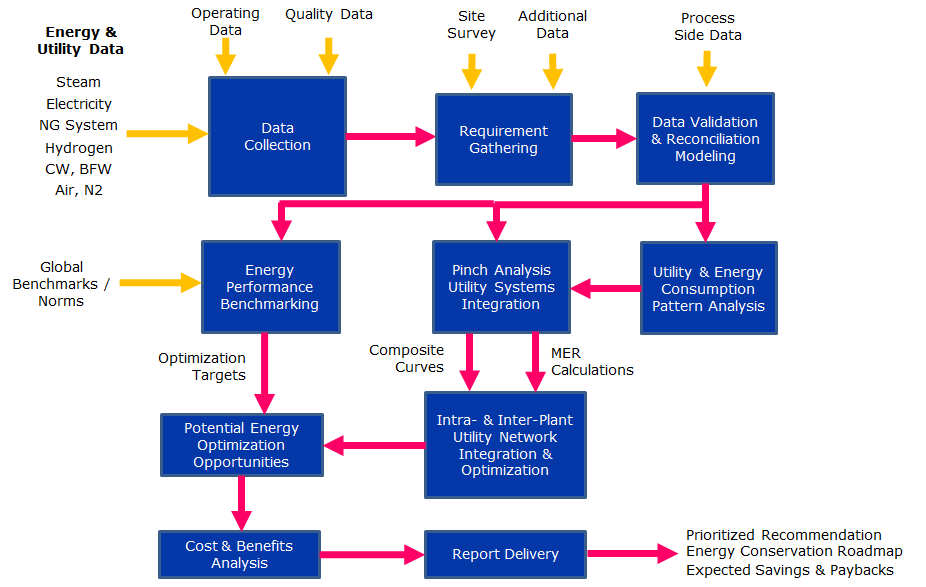 Energy &
Utility Data
Steam
Electricity
NG System
Hydrogen
CW, BFW
Air, N2
Operating
Data
Quality Data
Site
Survey
Additional
Data
Process
Side Data
Data
Collection
Requirement
Gathering
Data Validation
& Reconciliation
Modeling
Global
Benchmarks /
Norms
Energy
Performance
Benchmarking
Pinch Analysis
Utility Systems
Integration
Utility & Energy
Consumption
Pattern Analysis
Optimization
Targets
Composite
Curves
MER
Calculations
Potential Energy
Optimization
Opportunities
Intra- & Inter-Plant
Utility Network
Integration &
Optimization
Cost & Benefits
Analysis
Report Delivery
Prioritized Recommendation
Energy Conservation Roadmap
Expected Savings & Paybacks